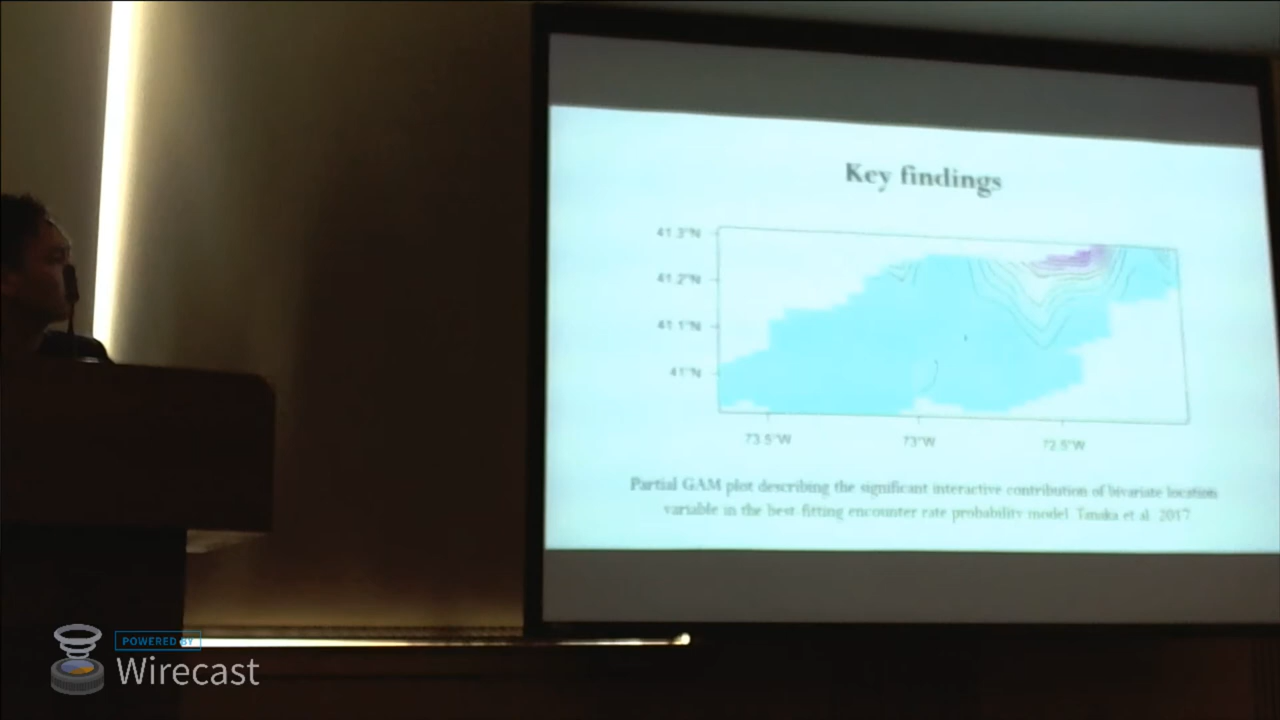 Key findings
41.3°N
41.2°N
41.1°N
41°N
73.5°W 73°W 72.5°W
Partial GAM plot describing the significant interactive contribution of bivariate location
variable in the best-fitting encounter rate probability model. Tanaka et al. 2017
POWERED BY
Wirecast